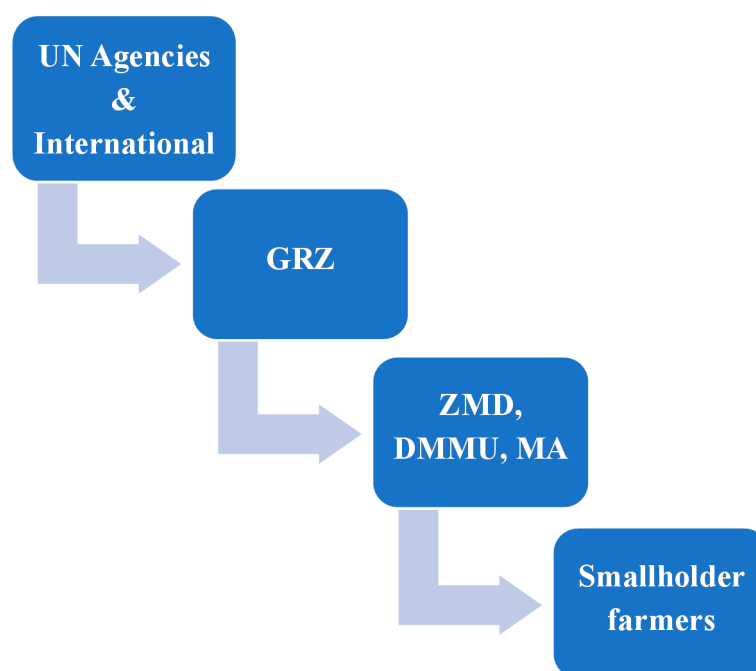 UN Agencies
&
International
GRZ
ZMD,
DMMU, MA
Smallholder
farmers